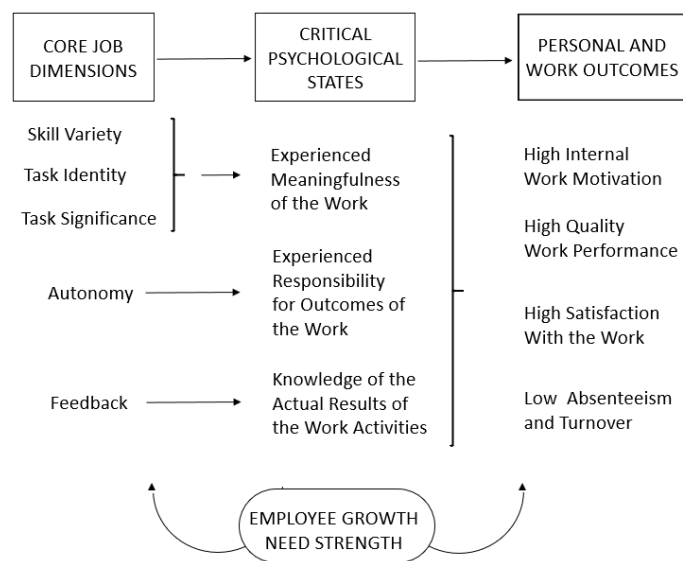 CORE JOB
DIMENSIONS
CRITICAL
PSYCHOLOGICAL
STATES
PERSONAL AND
WORK OUTCOMES
Skill Variety
Task Identity
Task Significance
Experienced
Meaningfulness
of the Work
High Internal
Work Motivation
High Quality
Work Performance
Autonomy
Experienced
Responsibility
for Outcomes of
the Work
High Satisfaction
With the Work
Feedback
Knowledge of the
Actual Results of
the Work Activities
Low Absenteeism
and Turnover
EMPLOYEE GROWTH
NEED STRENGTH